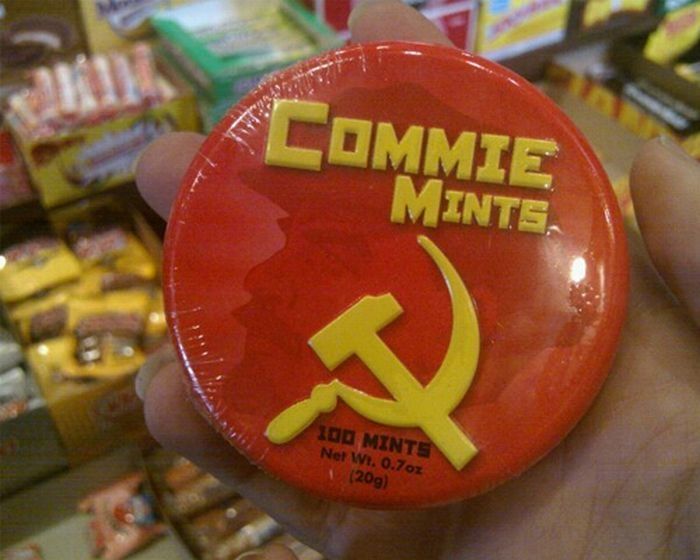 COMMIE
MINTS
100 MINTS
Net Wt. 0.7oz
(20g)